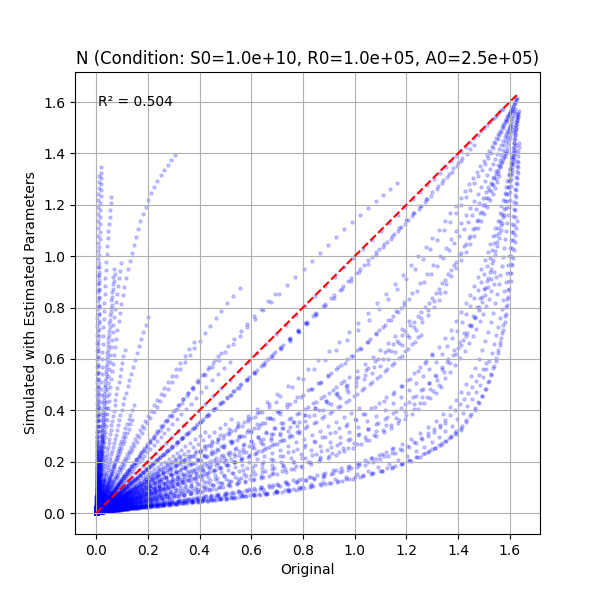 N (Condition: S0=1.0e+10, R0=1.0e+05, A0=2.5e+05)
R² = 0.504
Simulated with Estimated Parameters
1.6
1.4
1.2
1.0
0.8
0.6
0.4
0.2
0.0
0.0 0.2 0.4 0.6 0.8 1.0 1.2 1.4 1.6
Original